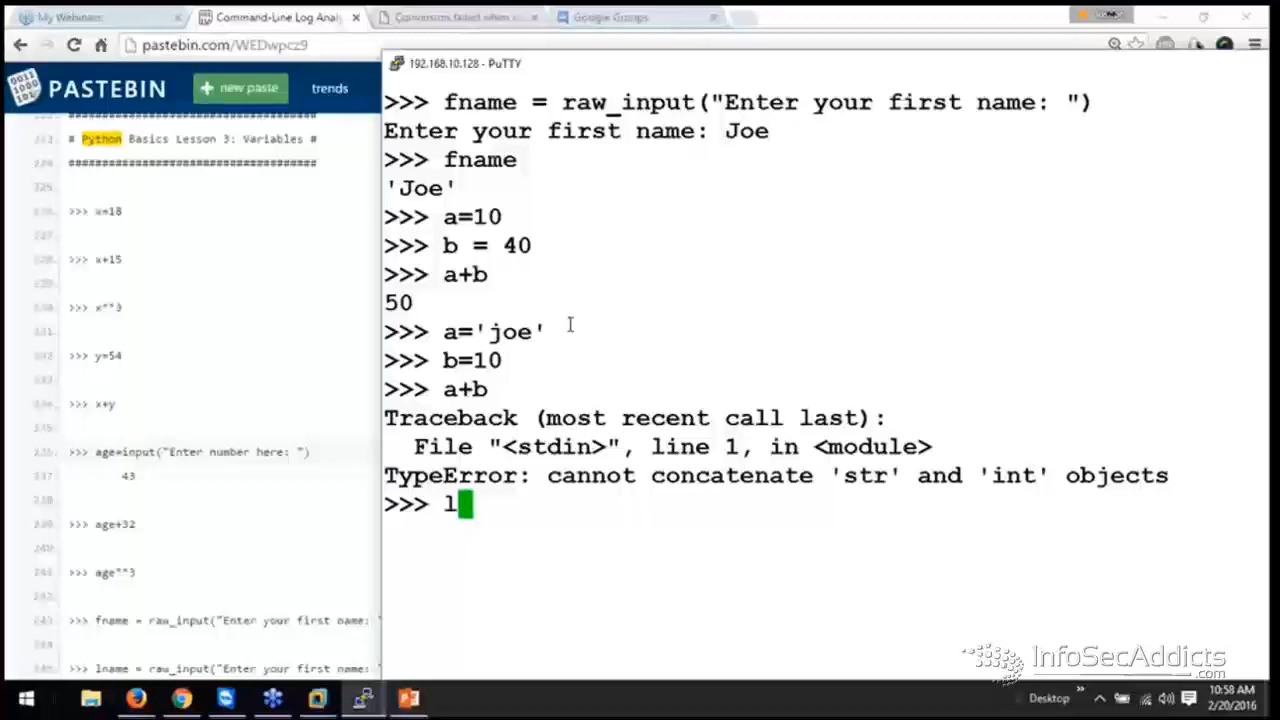 My Webinars
Command-Line Log Anal
Google Groups
pastebin.com/WEDwpcz9
PASTEBIN
+ new paste
trends
# Python Basics Lesson 3: Variables #
>>> x=18
>>> x+15
>>> x**3
>>> y=54
>>> x+y
>>> age=input("Enter number here: ")
43
>>> age+32
>>> age**3
>>> fname = raw_input("Enter your first name: "
>>> lname = raw_input("Enter your first name: "
192.168.10.128 - PuTTY
>>> fname = raw_input("Enter your first name: ")
Enter your first name: Joe
>>> fname
'Joe'
>>> a=10
>>> b = 40
>>> a+b
50
>>> a='joe'
>>> b=10
>>> a+b
Traceback (most recent call last):
File "<stdin>", line 1, in <module>
TypeError: cannot concatenate 'str' and 'int' objects
>>> l
InfoSecAddicts
.com
Desktop
10:58 AM
2/20/2016